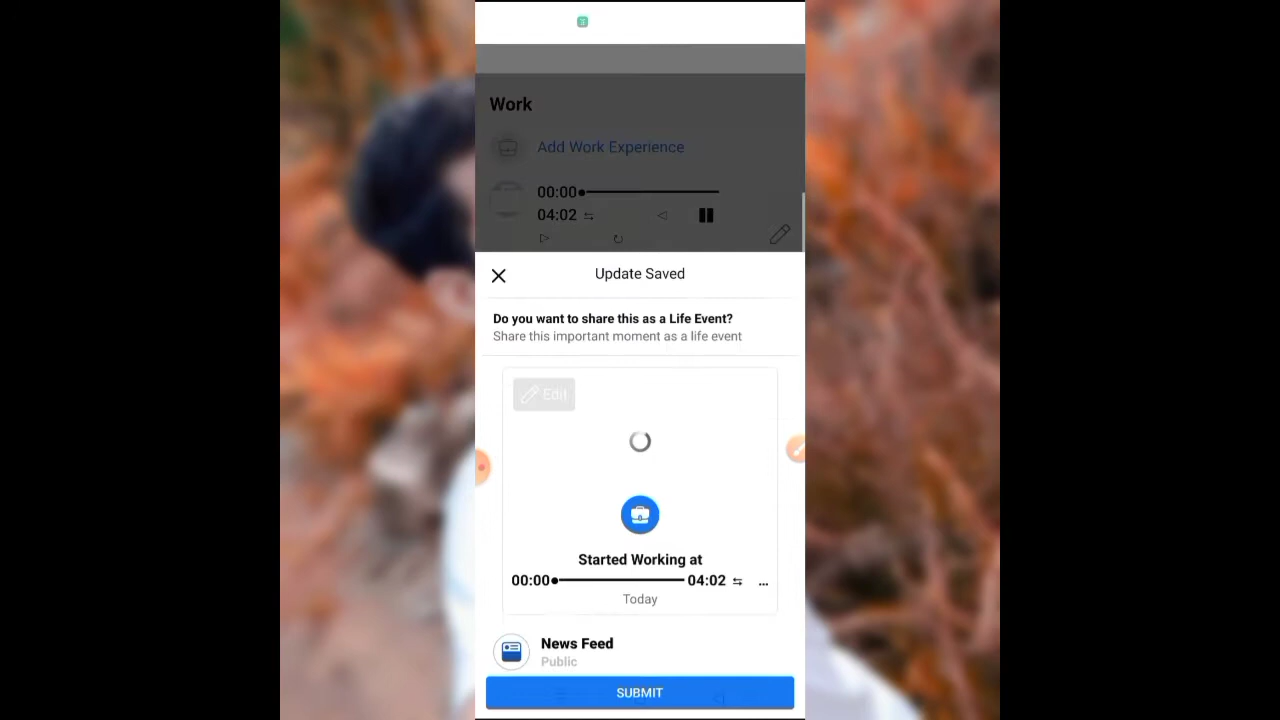 Work
Add Work Experience
00:00●━━━━━━━━━━
04:02 ⇆ ◁ ❚❚
▷ ↻
Update Saved
Do you want to share this as a Life Event?
Share this important moment as a life event
Edit
Started Working at
00:00●━━━━━━━━━━04:02 ⇆ ...
Today
News Feed
Public
SUBMIT